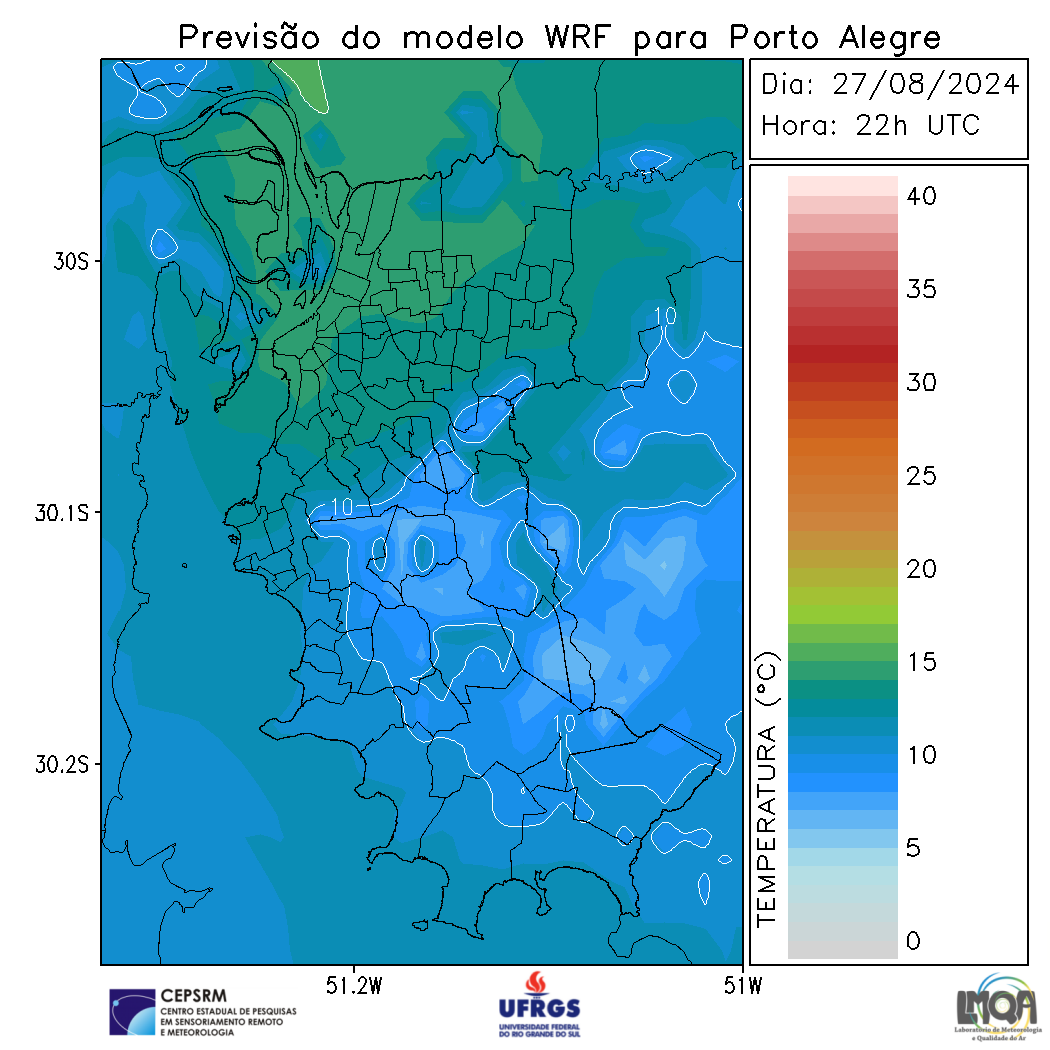 Previsão do modelo WRF para Porto Alegre
Dia: 27/08/2024
Hora: 22h UTC
40
35
30
25
20
15
10
5
0
TEMPERATURA (°C)
30S
30.1S
30.2S
51.2W
51W
10
10
10
CEPSRM
CENTRO ESTADUAL DE PESQUISAS
EM SENSORIAMENTO REMOTO
E METEOROLOGIA
UFRGS
UNIVERSIDADE FEDERAL
DO RIO GRANDE DO SUL
LMQA
Laboratório de Meteorologia
e Qualidade do Ar